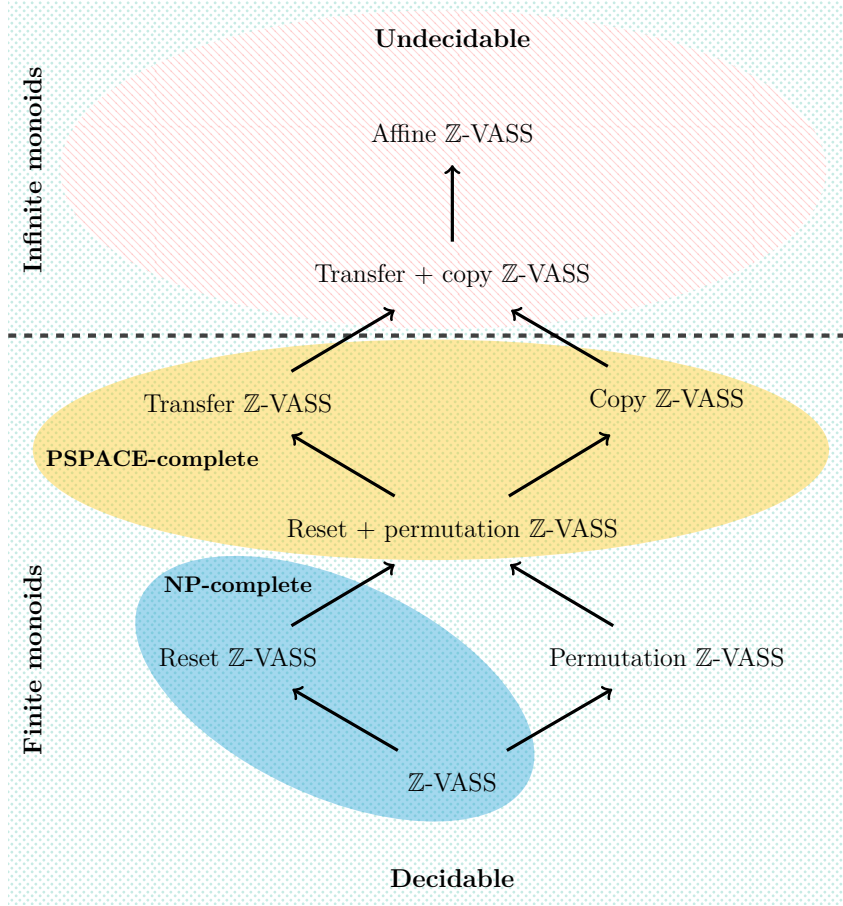 Undecidable
Infinite monoids
Affine ℤ-VASS
Transfer + copy ℤ-VASS
Transfer ℤ-VASS
Copy ℤ-VASS
PSPACE-complete
Reset + permutation ℤ-VASS
Finite monoids
NP-complete
Reset ℤ-VASS
Permutation ℤ-VASS
ℤ-VASS
Decidable